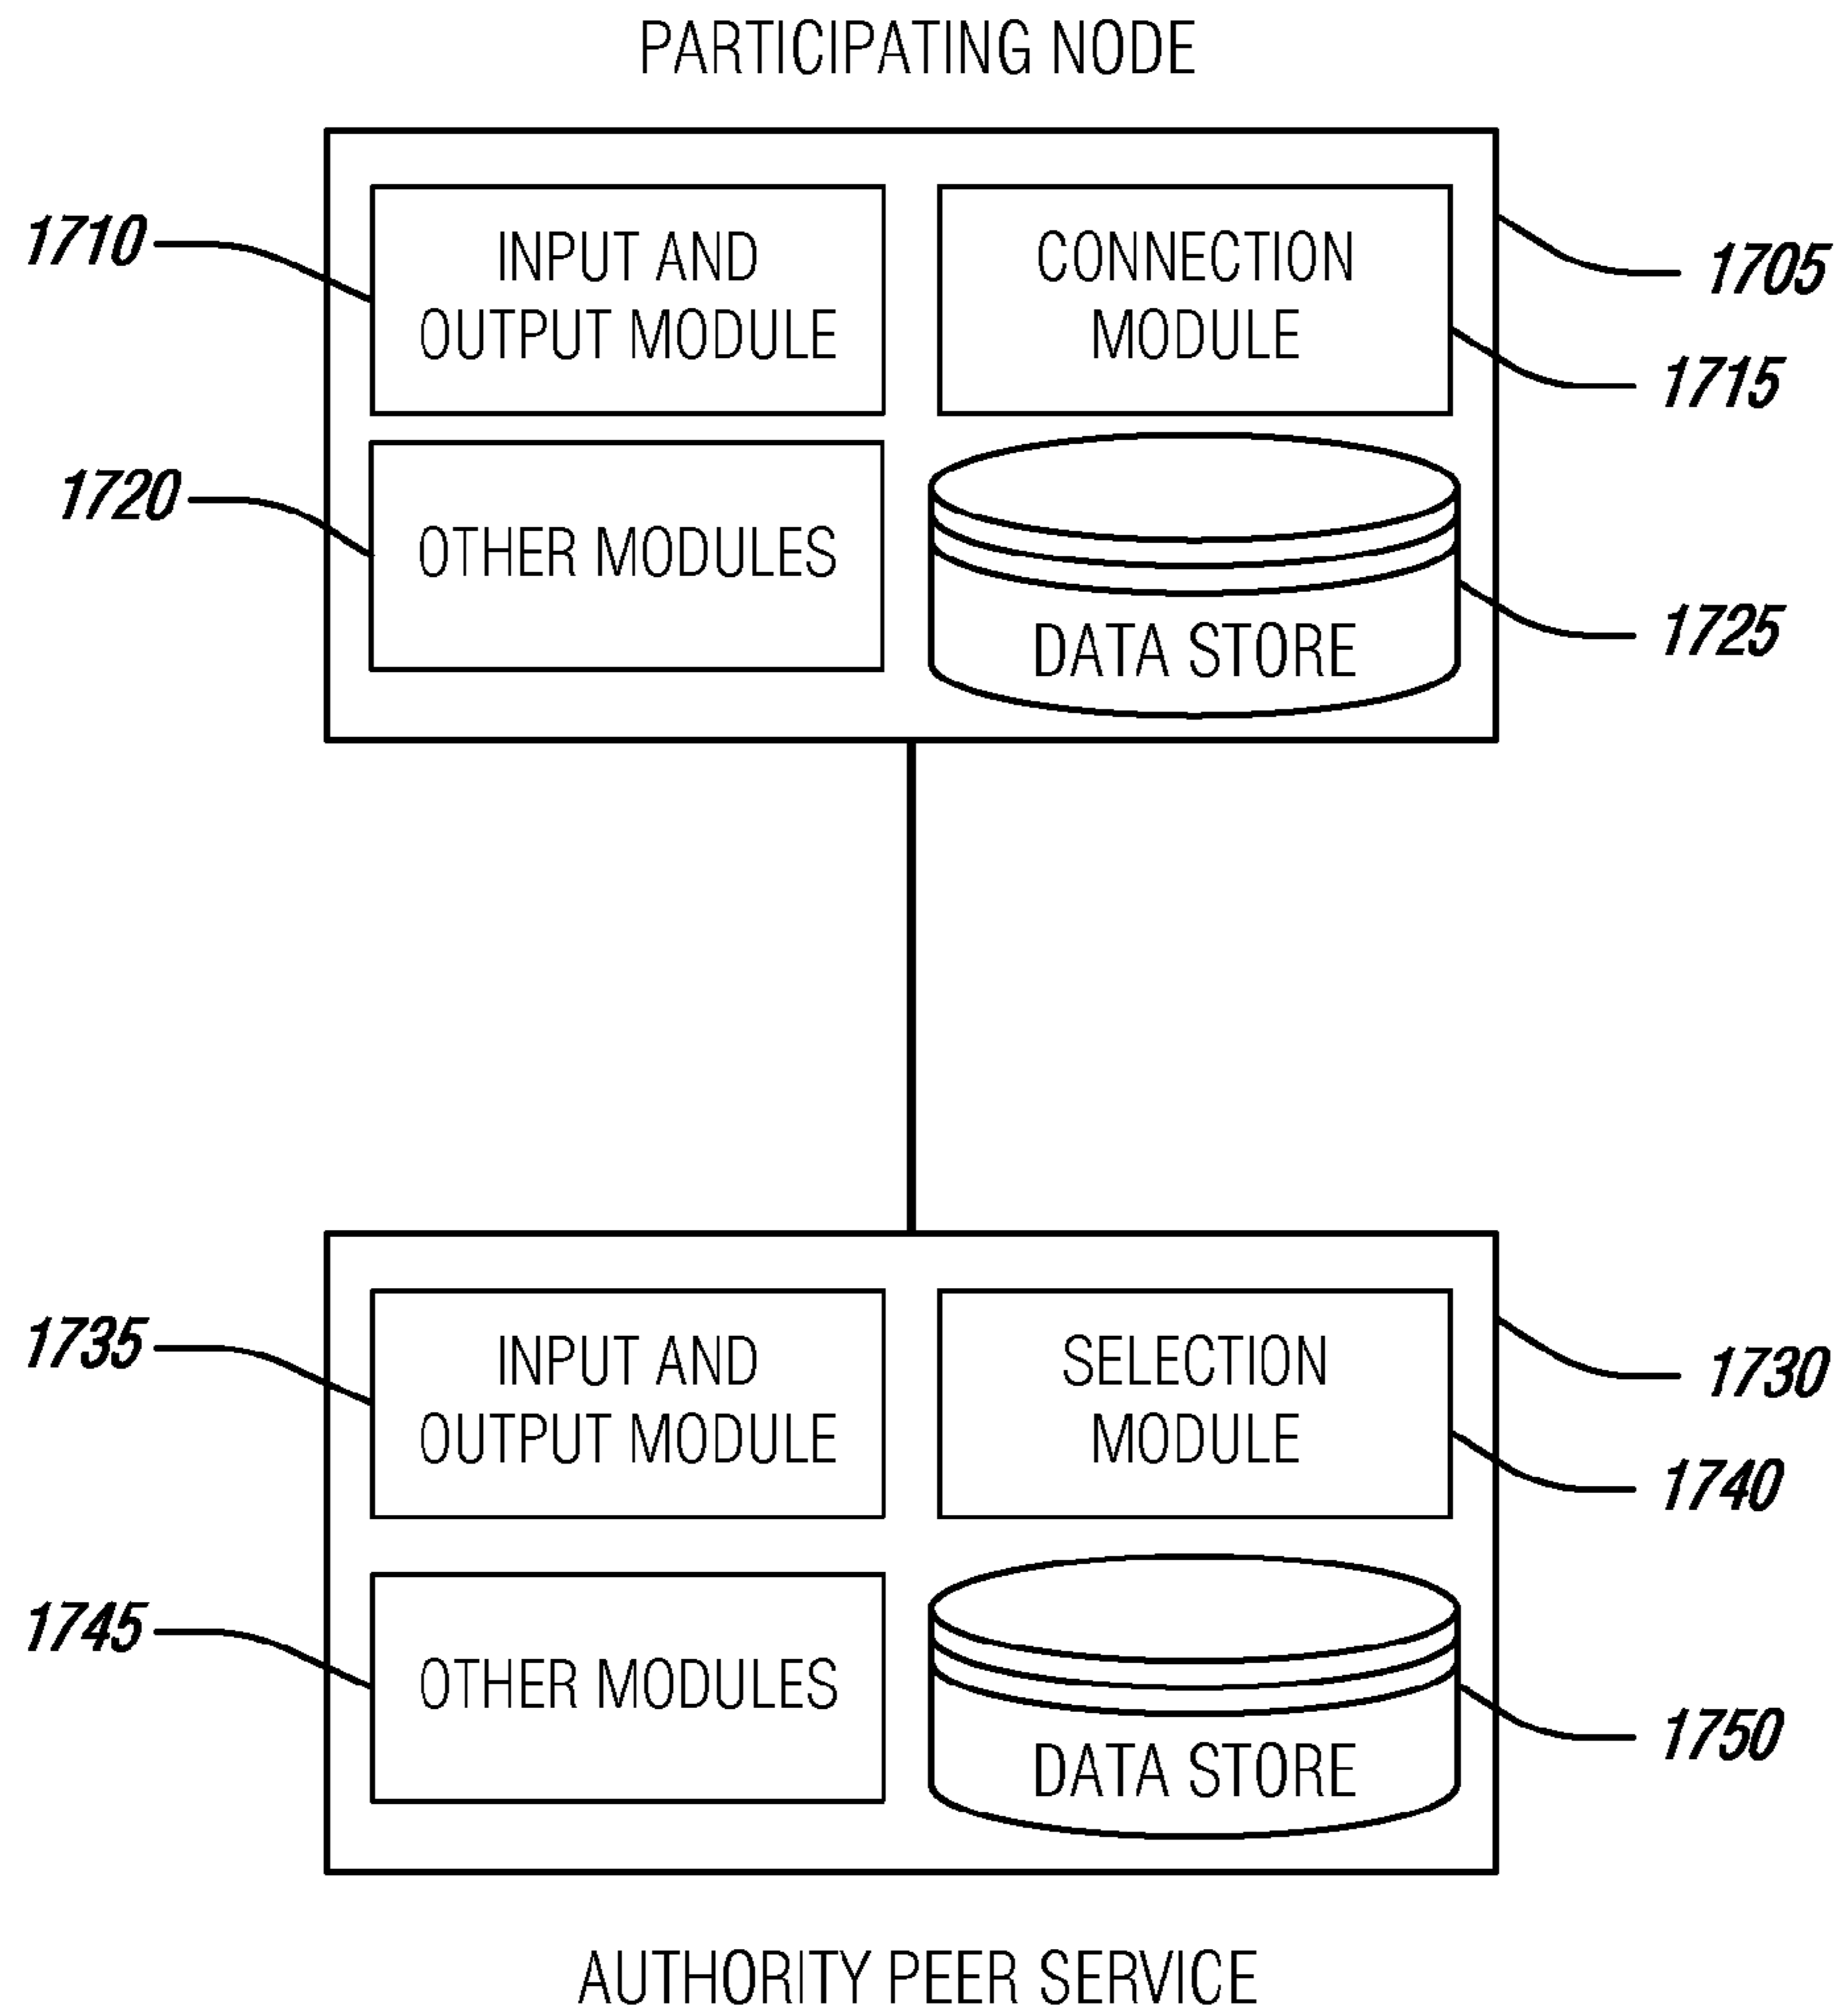 PARTICIPATING NODE
1710
INPUT AND
OUTPUT MODULE
CONNECTION
MODULE
1705
1715
1720
OTHER MODULES
DATA STORE
1725
1735
INPUT AND
OUTPUT MODULE
SELECTION
MODULE
1730
1740
1745
OTHER MODULES
DATA STORE
1750
AUTHORITY PEER SERVICE